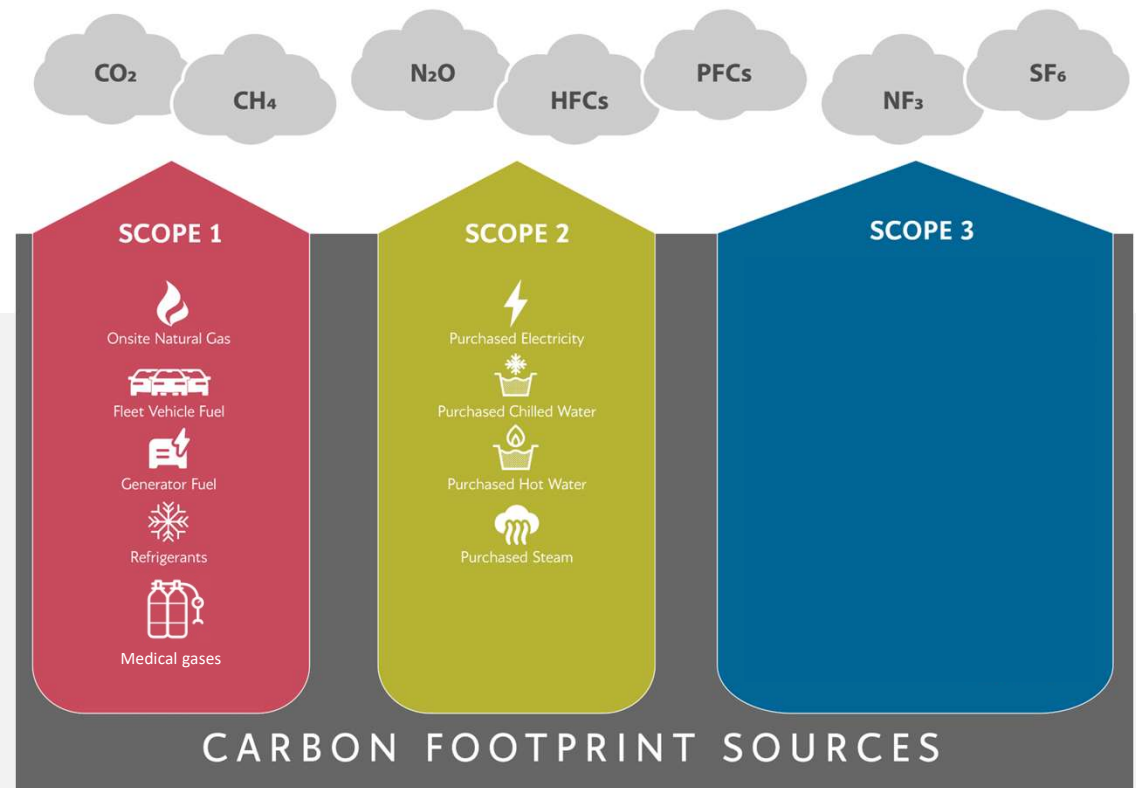 CO₂
CH₄
N₂O
HFCs
PFCs
NF₃
SF₆
SCOPE 1
Onsite Natural Gas
Fleet Vehicle Fuel
Generator Fuel
Refrigerants
Medical gases
SCOPE 2
Purchased Electricity
Purchased Chilled Water
Purchased Hot Water
Purchased Steam
SCOPE 3
CARBON FOOTPRINT SOURCES